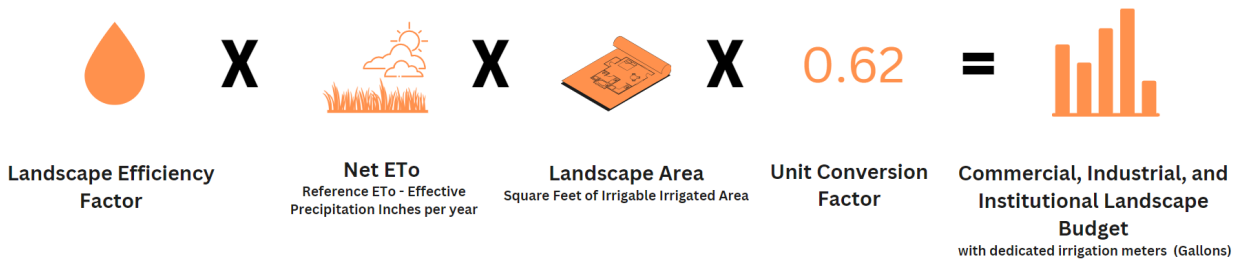 X
X
X
0.62
=
Landscape Efficiency
Factor
Net ETo
Reference ETo - Effective
Precipitation Inches per year
Landscape Area
Square Feet of Irrigable Irrigated Area
Unit Conversion
Factor
Commercial, Industrial, and
Institutional Landscape
Budget
with dedicated irrigation meters (Gallons)